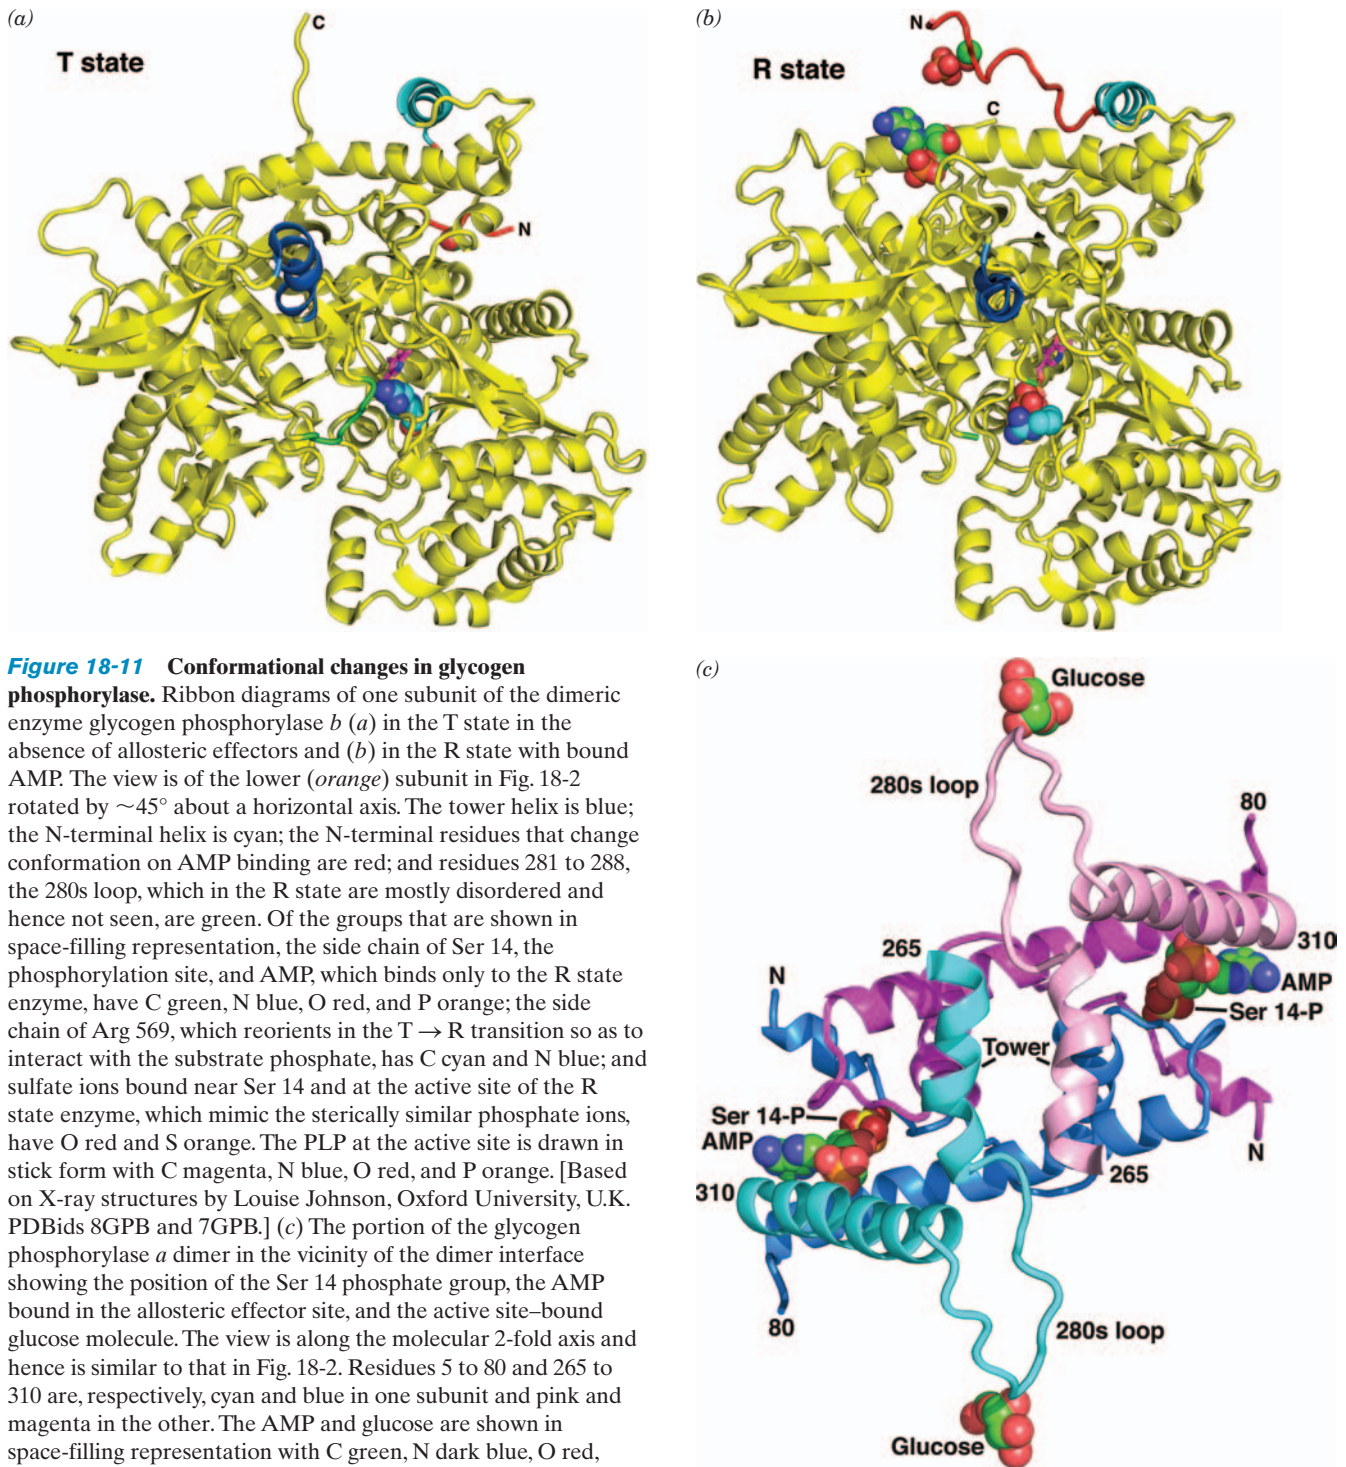 (a)
C
T state
N
(b)
N
R state
C
Figure 18-11 Conformational changes in glycogen
phosphorylase. Ribbon diagrams of one subunit of the dimeric
enzyme glycogen phosphorylase b (a) in the T state in the
absence of allosteric effectors and (b) in the R state with bound
AMP. The view is of the lower (orange) subunit in Fig. 18-2
rotated by ~45° about a horizontal axis. The tower helix is blue;
the N-terminal helix is cyan; the N-terminal residues that change
conformation on AMP binding are red; and residues 281 to 288,
the 280s loop, which in the R state are mostly disordered and
hence not seen, are green. Of the groups that are shown in
space-filling representation, the side chain of Ser 14, the
phosphorylation site, and AMP, which binds only to the R state
enzyme, have C green, N blue, O red, and P orange; the side
chain of Arg 569, which reorients in the T → R transition so as to
interact with the substrate phosphate, has C cyan and N blue; and
sulfate ions bound near Ser 14 and at the active site of the R
state enzyme, which mimic the sterically similar phosphate ions,
have O red and S orange. The PLP at the active site is drawn in
stick form with C magenta, N blue, O red, and P orange. [Based
on X-ray structures by Louise Johnson, Oxford University, U.K.
PDBids 8GPB and 7GPB.] (c) The portion of the glycogen
phosphorylase a dimer in the vicinity of the dimer interface
showing the position of the Ser 14 phosphate group, the AMP
bound in the allosteric effector site, and the active site–bound
glucose molecule. The view is along the molecular 2-fold axis and
hence is similar to that in Fig. 18-2. Residues 5 to 80 and 265 to
310 are, respectively, cyan and blue in one subunit and pink and
magenta in the other. The AMP and glucose are shown in
space-filling representation with C green, N dark blue, O red,
(c)
Glucose
280s loop
80
265
310
N
AMP
Ser 14-P
Tower
Ser 14-P
AMP
N
265
310
80
280s loop
Glucose